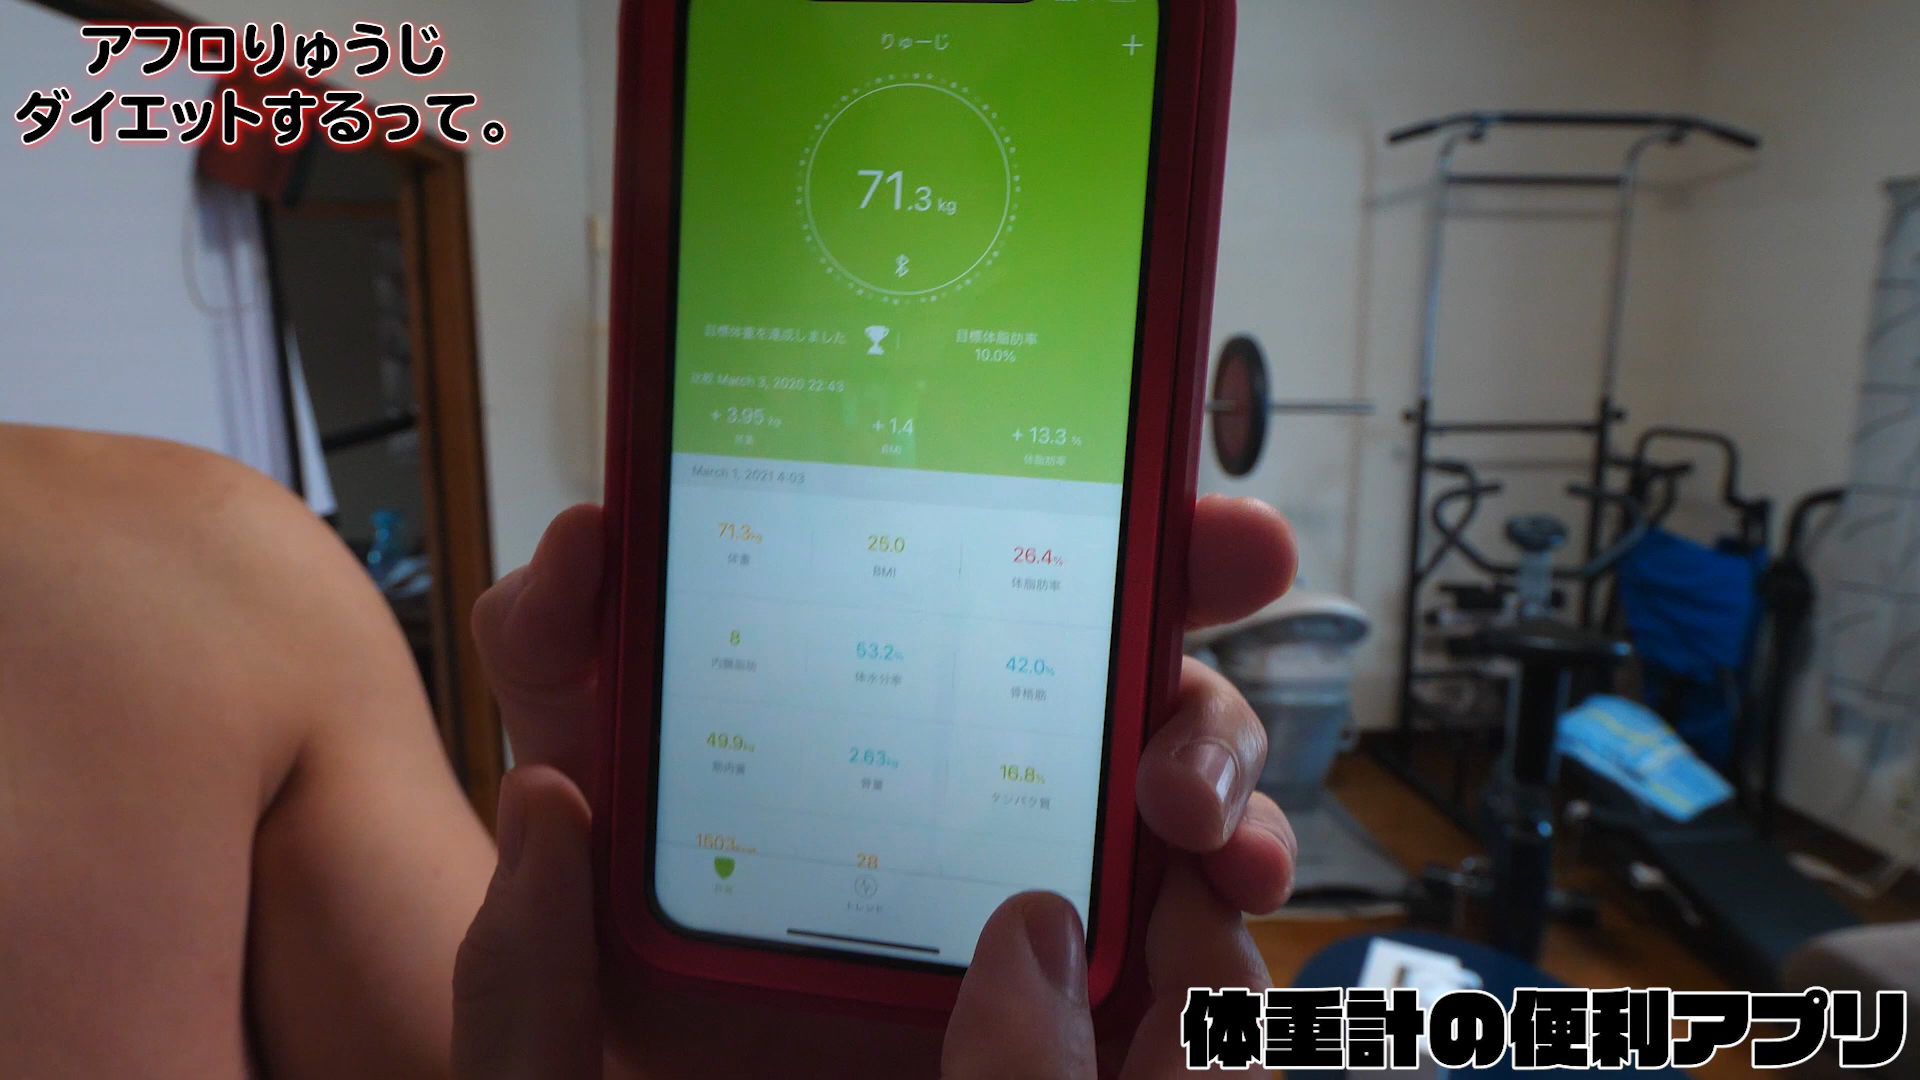 アフロりゅうじ
ダイエットするって。
りゅーじ
+
71.3 kg
目標体重を達成しました
目標体脂肪率
10.0%
比較 March 3, 2020 22:43
+ 3.95 kg
体重
+ 1.4
BMI
+ 13.3 %
体脂肪率
March 1, 2021 4:03
71.3kg
体重
25.0
BMI
26.4%
体脂肪率
8
内臓脂肪
53.2%
体水分率
42.0%
骨格筋
49.9kg
筋肉量
2.63kg
骨量
16.8%
タンパク質
1503
28
トレンド
体重計の便利アプリ